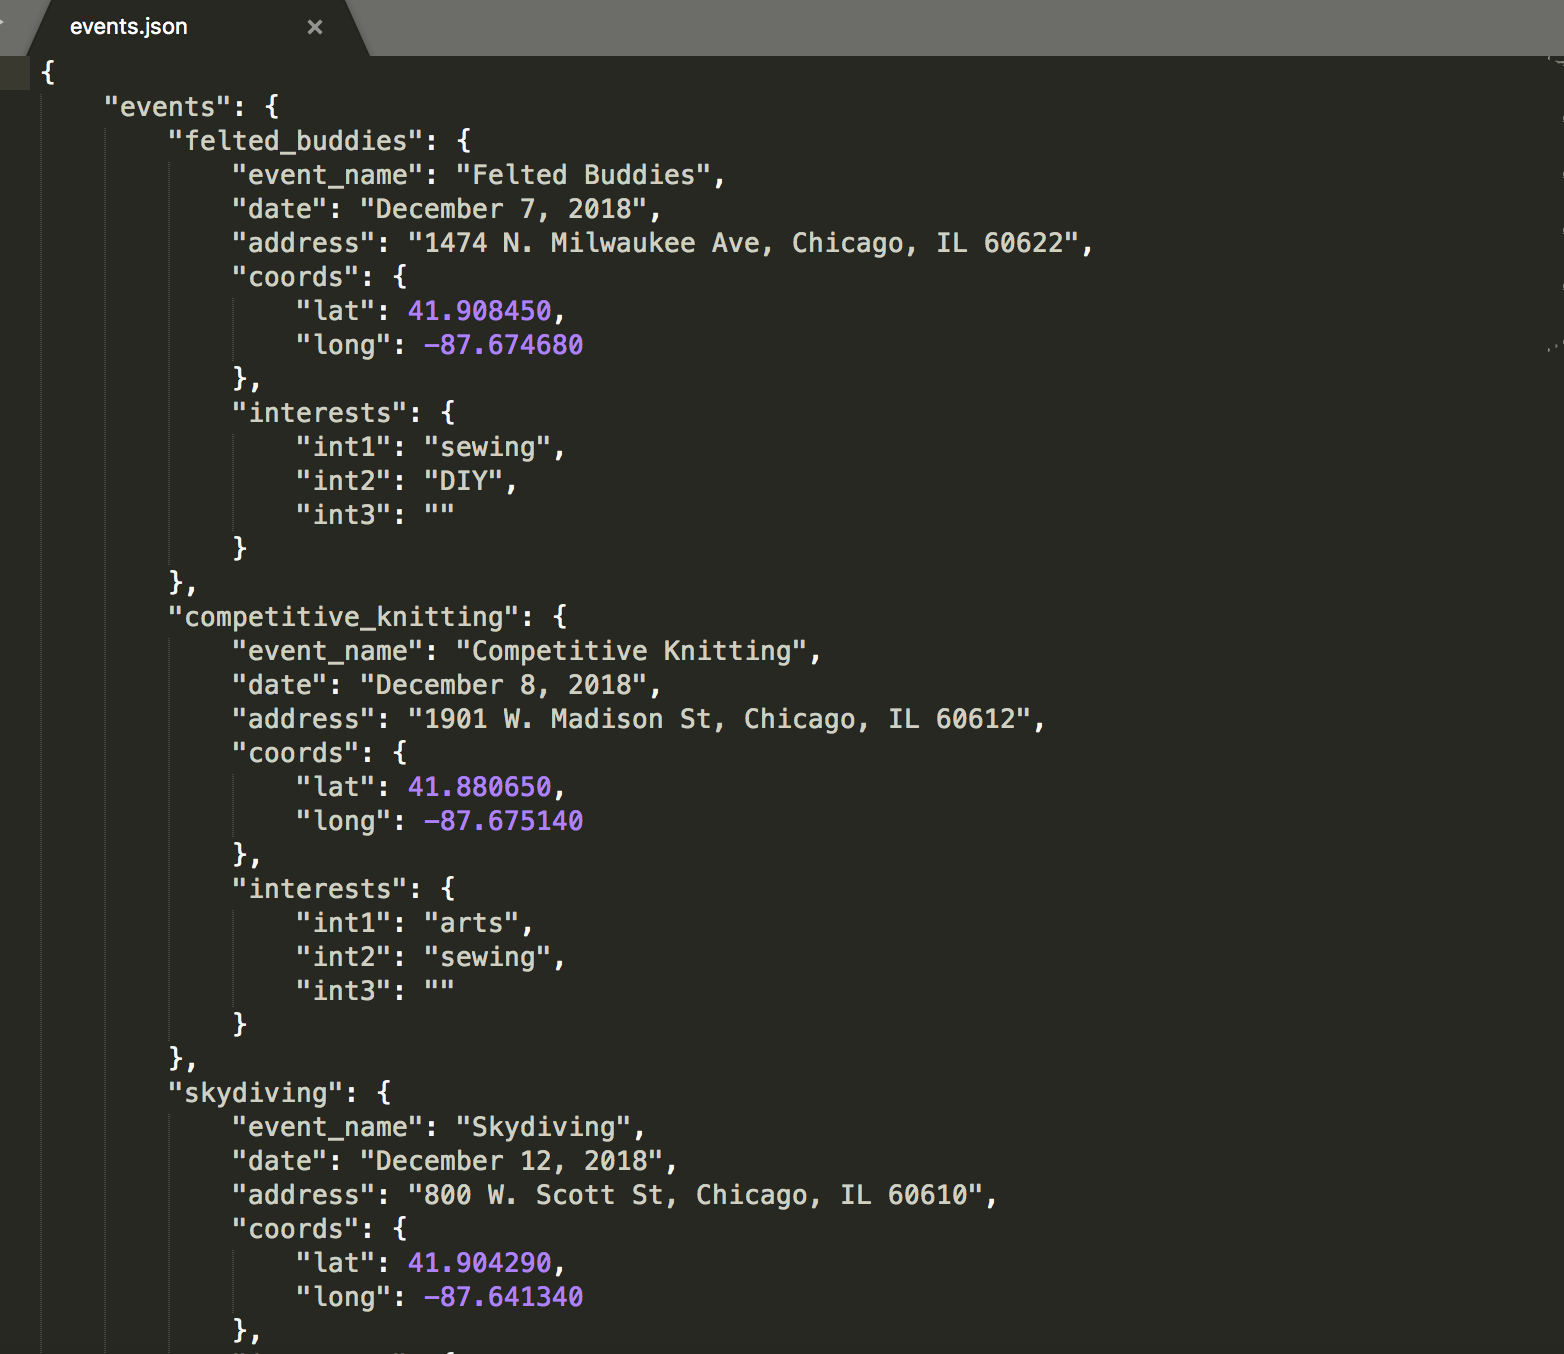 events.json ×
{
    "events": {
        "felted_buddies": {
            "event_name": "Felted Buddies",
            "date": "December 7, 2018",
            "address": "1474 N. Milwaukee Ave, Chicago, IL 60622",
            "coords": {
                "lat": 41.908450,
                "long": -87.674680
            },
            "interests": {
                "int1": "sewing",
                "int2": "DIY",
                "int3": ""
            }
        },
        "competitive_knitting": {
            "event_name": "Competitive Knitting",
            "date": "December 8, 2018",
            "address": "1901 W. Madison St, Chicago, IL 60612",
            "coords": {
                "lat": 41.880650,
                "long": -87.675140
            },
            "interests": {
                "int1": "arts",
                "int2": "sewing",
                "int3": ""
            }
        },
        "skydiving": {
            "event_name": "Skydiving",
            "date": "December 12, 2018",
            "address": "800 W. Scott St, Chicago, IL 60610",
            "coords": {
                "lat": 41.904290,
                "long": -87.641340
            },